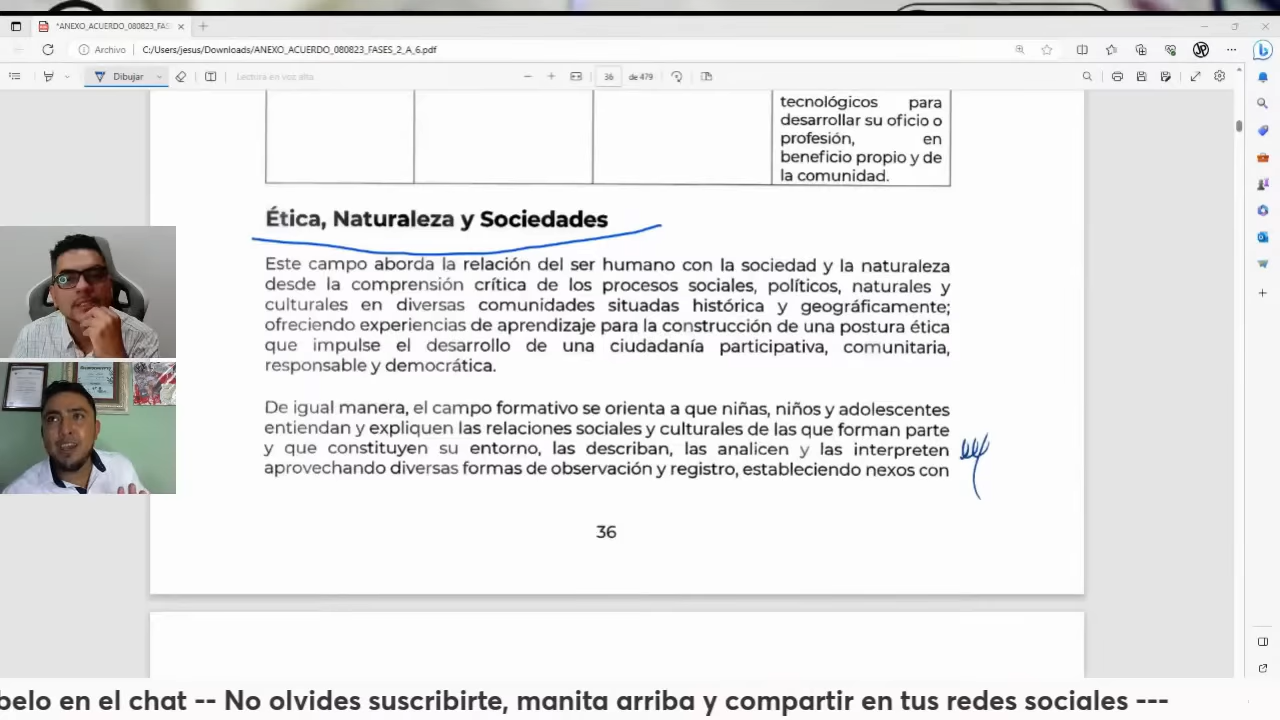 *ANEXO_ACUERDO_080823_FAS
Archivo
C:/Users/jesus/Downloads/ANEXO_ACUERDO_080823_FASES_2_A_6.pdf
Dibujar
Lectura en voz alta
36 de 479
tecnológicos para
desarrollar su oficio o
profesión, en
beneficio propio y de
la comunidad.
Ética, Naturaleza y Sociedades
Este campo aborda la relación del ser humano con la sociedad y la naturaleza
desde la comprensión crítica de los procesos sociales, políticos, naturales y
culturales en diversas comunidades situadas histórica y geográficamente;
ofreciendo experiencias de aprendizaje para la construcción de una postura ética
que impulse el desarrollo de una ciudadanía participativa, comunitaria,
responsable y democrática.
De igual manera, el campo formativo se orienta a que niñas, niños y adolescentes
entiendan y expliquen las relaciones sociales y culturales de las que forman parte
y que constituyen su entorno, las describan, las analicen y las interpreten
aprovechando diversas formas de observación y registro, estableciendo nexos con
36
belo en el chat -- No olvides suscribirte, manita arriba y compartir en tus redes sociales ---